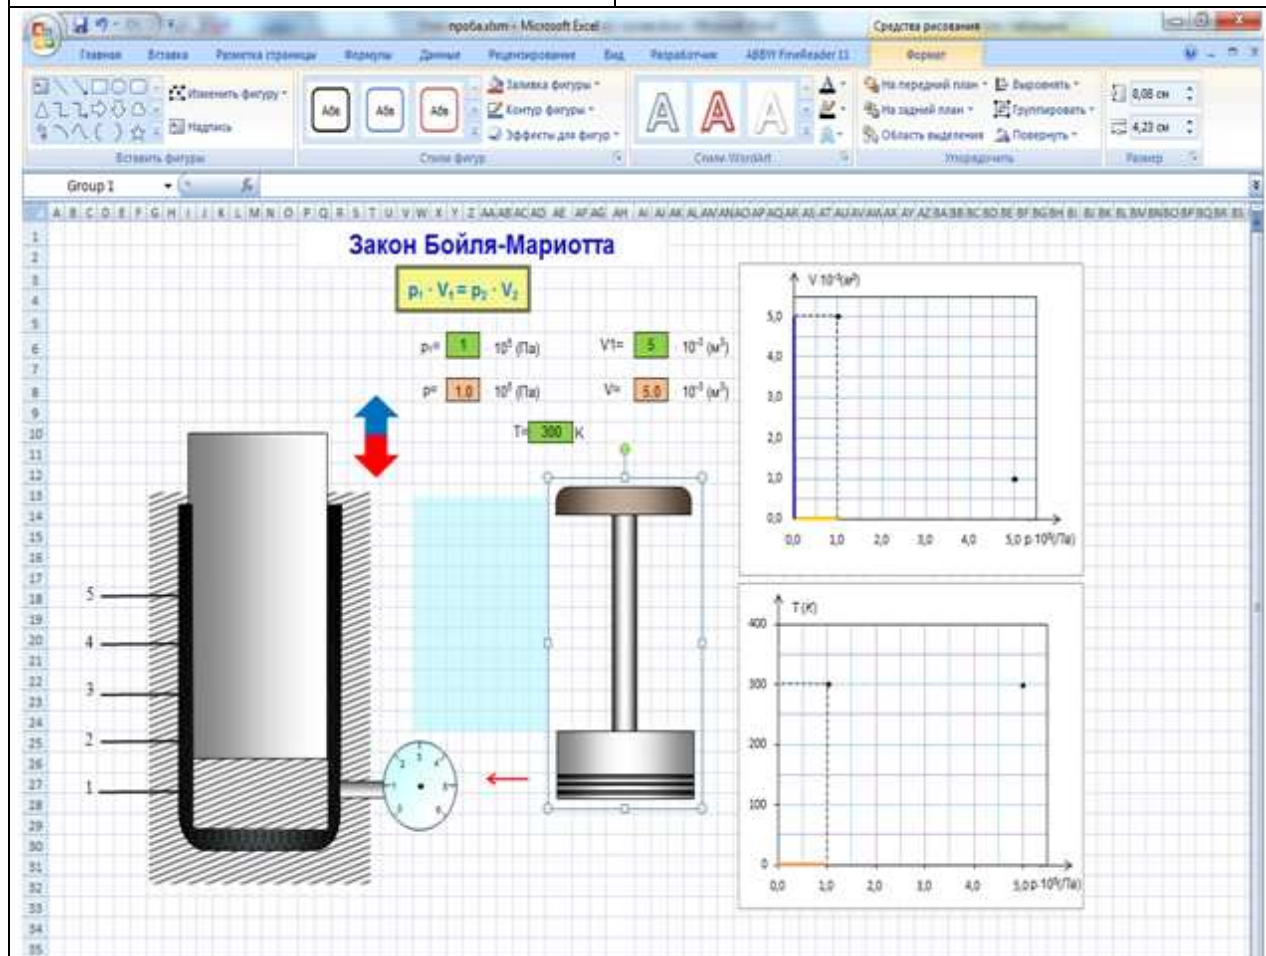 проба.xlsm - Microsoft Excel
Средства рисования
Главная Вставка Разметка страницы Формулы Данные Рецензирование Вид Разработчик ABBYY FineReader 11 Формат
Изменить фигуру
Надпись
Вставить фигуры
Абв Абв Абв
Заливка фигуры
Контур фигуры
Эффекты для фигур
Стили фигур
A A A
Стили WordArt
На передний план
На задний план
Область выделения
Выровнять
Группировать
Повернуть
Упорядочить
8,08 см
4,23 см
Размер
Group 1
fx
Закон Бойля-Мариотта
p₁ · V₁ = p₂ · V₂
p₁= 1 · 10⁵ (Па) V1= 5 · 10⁻³ (м³)
p= 1.0 · 10⁵ (Па) V= 5.0 · 10⁻³ (м³)
T= 300 K
5
4
3
2
1
V 10⁻³(м³)
5,0
4,0
3,0
2,0
1,0
0,0
0,0 1,0 2,0 3,0 4,0 5,0 p·10⁵(Па)
T (K)
400
300
200
100
0
0,0 1,0 2,0 3,0 4,0 5,0 p·10⁵(Па)